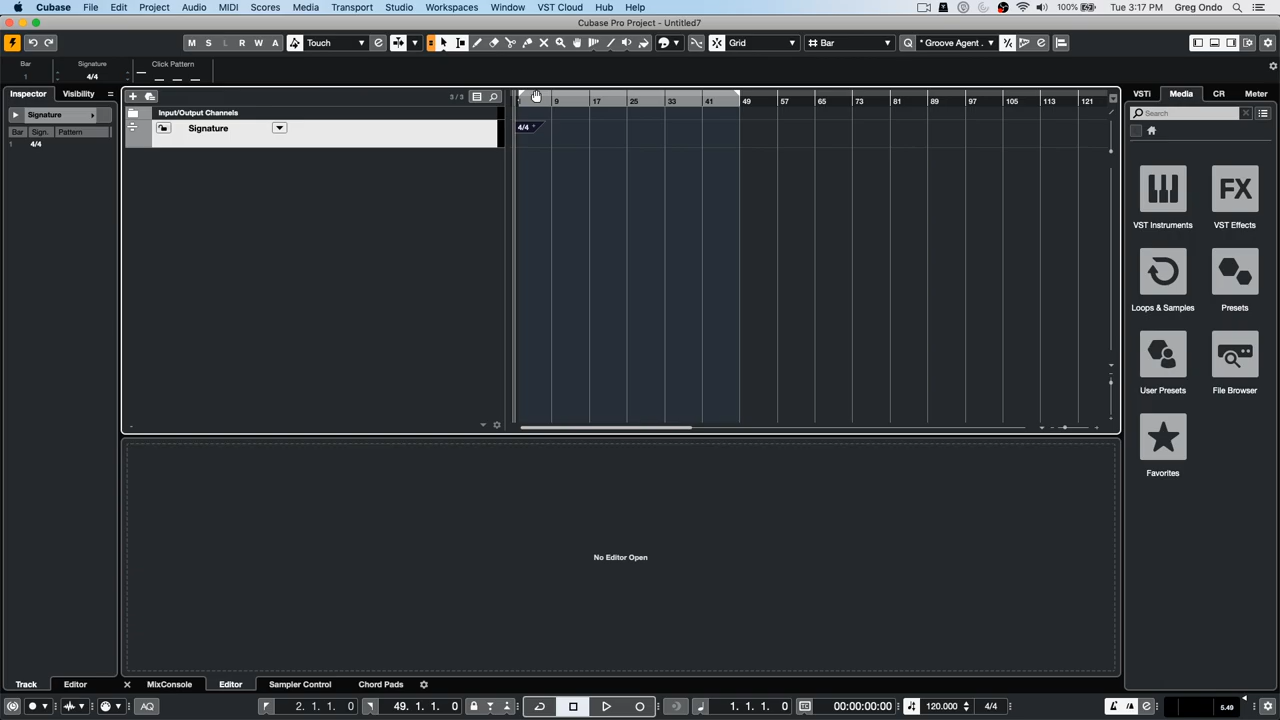 Cubase File Edit Project Audio MIDI Scores Media Transport Studio Workspaces Window VST Cloud Hub Help 100% Tue 3:17 PM Greg Ondo
Cubase Pro Project - Untitled7
M S L R W A Touch Grid Bar Q * Groove Agent .
Bar Signature Click Pattern
1 4/4
Inspector Visibility 3 / 3 1 9 17 25 33 41 49 57 65 73 81 89 97 105 113 121 VSTi Media CR Meter
Signature Input/Output Channels Search
Bar Sign. Pattern Signature 4/4
1 4/4
VST Instruments VST Effects
Loops & Samples Presets
User Presets File Browser
Favorites
No Editor Open
Track Editor MixConsole Editor Sampler Control Chord Pads
AQ 2. 1. 1. 0 49. 1. 1. 0 1. 1. 1. 0 00:00:00:00 120.000 4/4 5.49